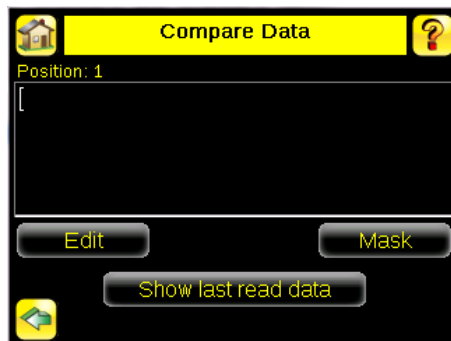 Compare Data
?
Position: 1
[
Edit
Mask
Show last read data